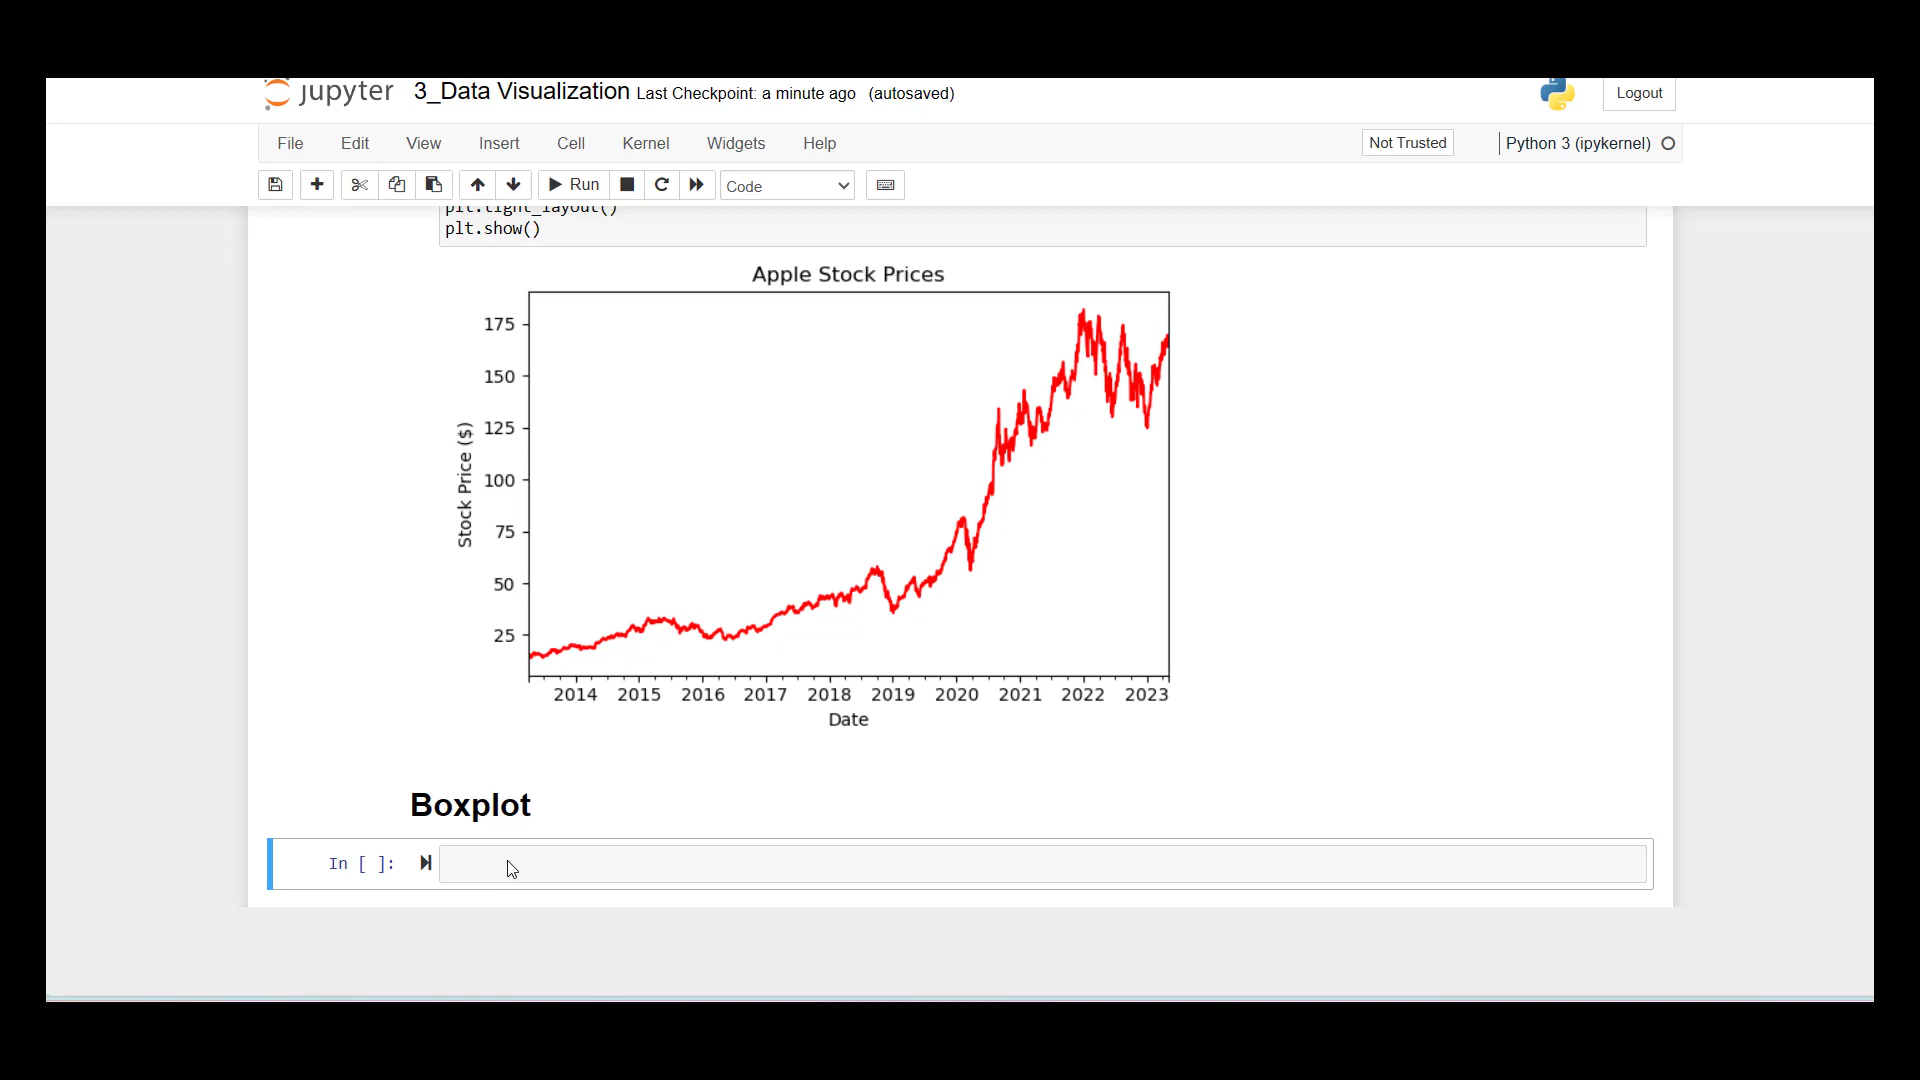 jupyter 3_Data Visualization Last Checkpoint: a minute ago (autosaved) Logout
File Edit View Insert Cell Kernel Widgets Help Not Trusted Python 3 (ipykernel)
Run Code
plt.tight_layout()
plt.show()
Apple Stock Prices
175
150
125
100
75
50
25
Stock Price ($)
2014 2015 2016 2017 2018 2019 2020 2021 2022 2023
Date
Boxplot
In [ ]: